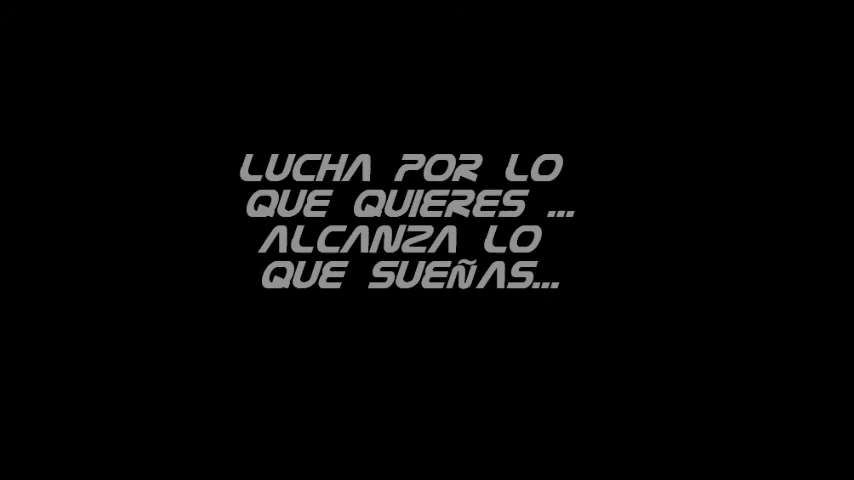 LUCHA POR LO
QUE QUIERES ...
ALCANZA LO
QUE SUEÑAS...